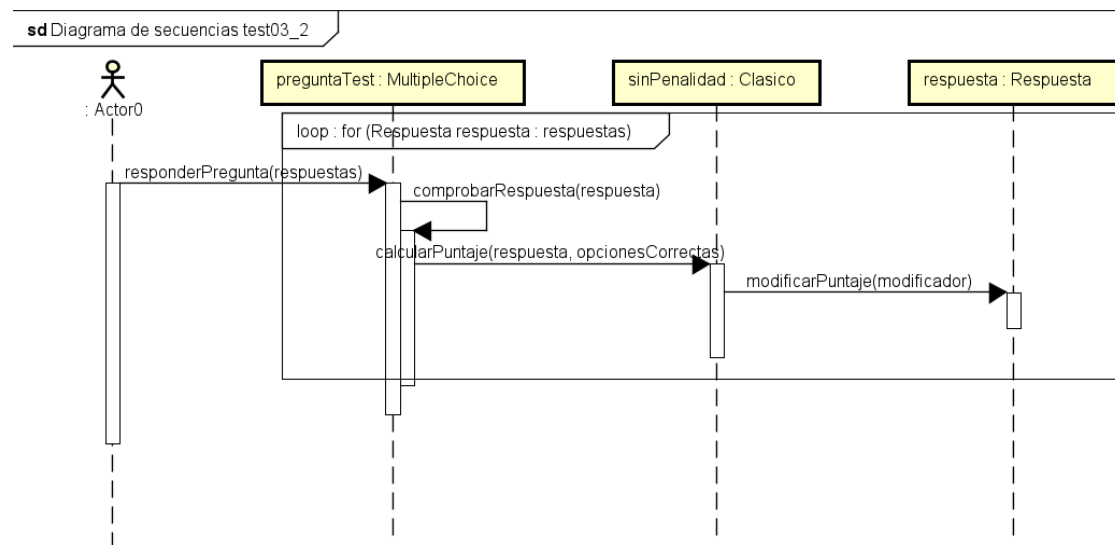 sd Diagrama de secuencias test03_2
: Actor0
preguntaTest : MultipleChoice
sinPenalidad : Clasico
respuesta : Respuesta
loop : for (Respuesta respuesta : respuestas)
responderPregunta(respuestas)
comprobarRespuesta(respuesta)
calcularPuntaje(respuesta, opcionesCorrectas)
modificarPuntaje(modificador)